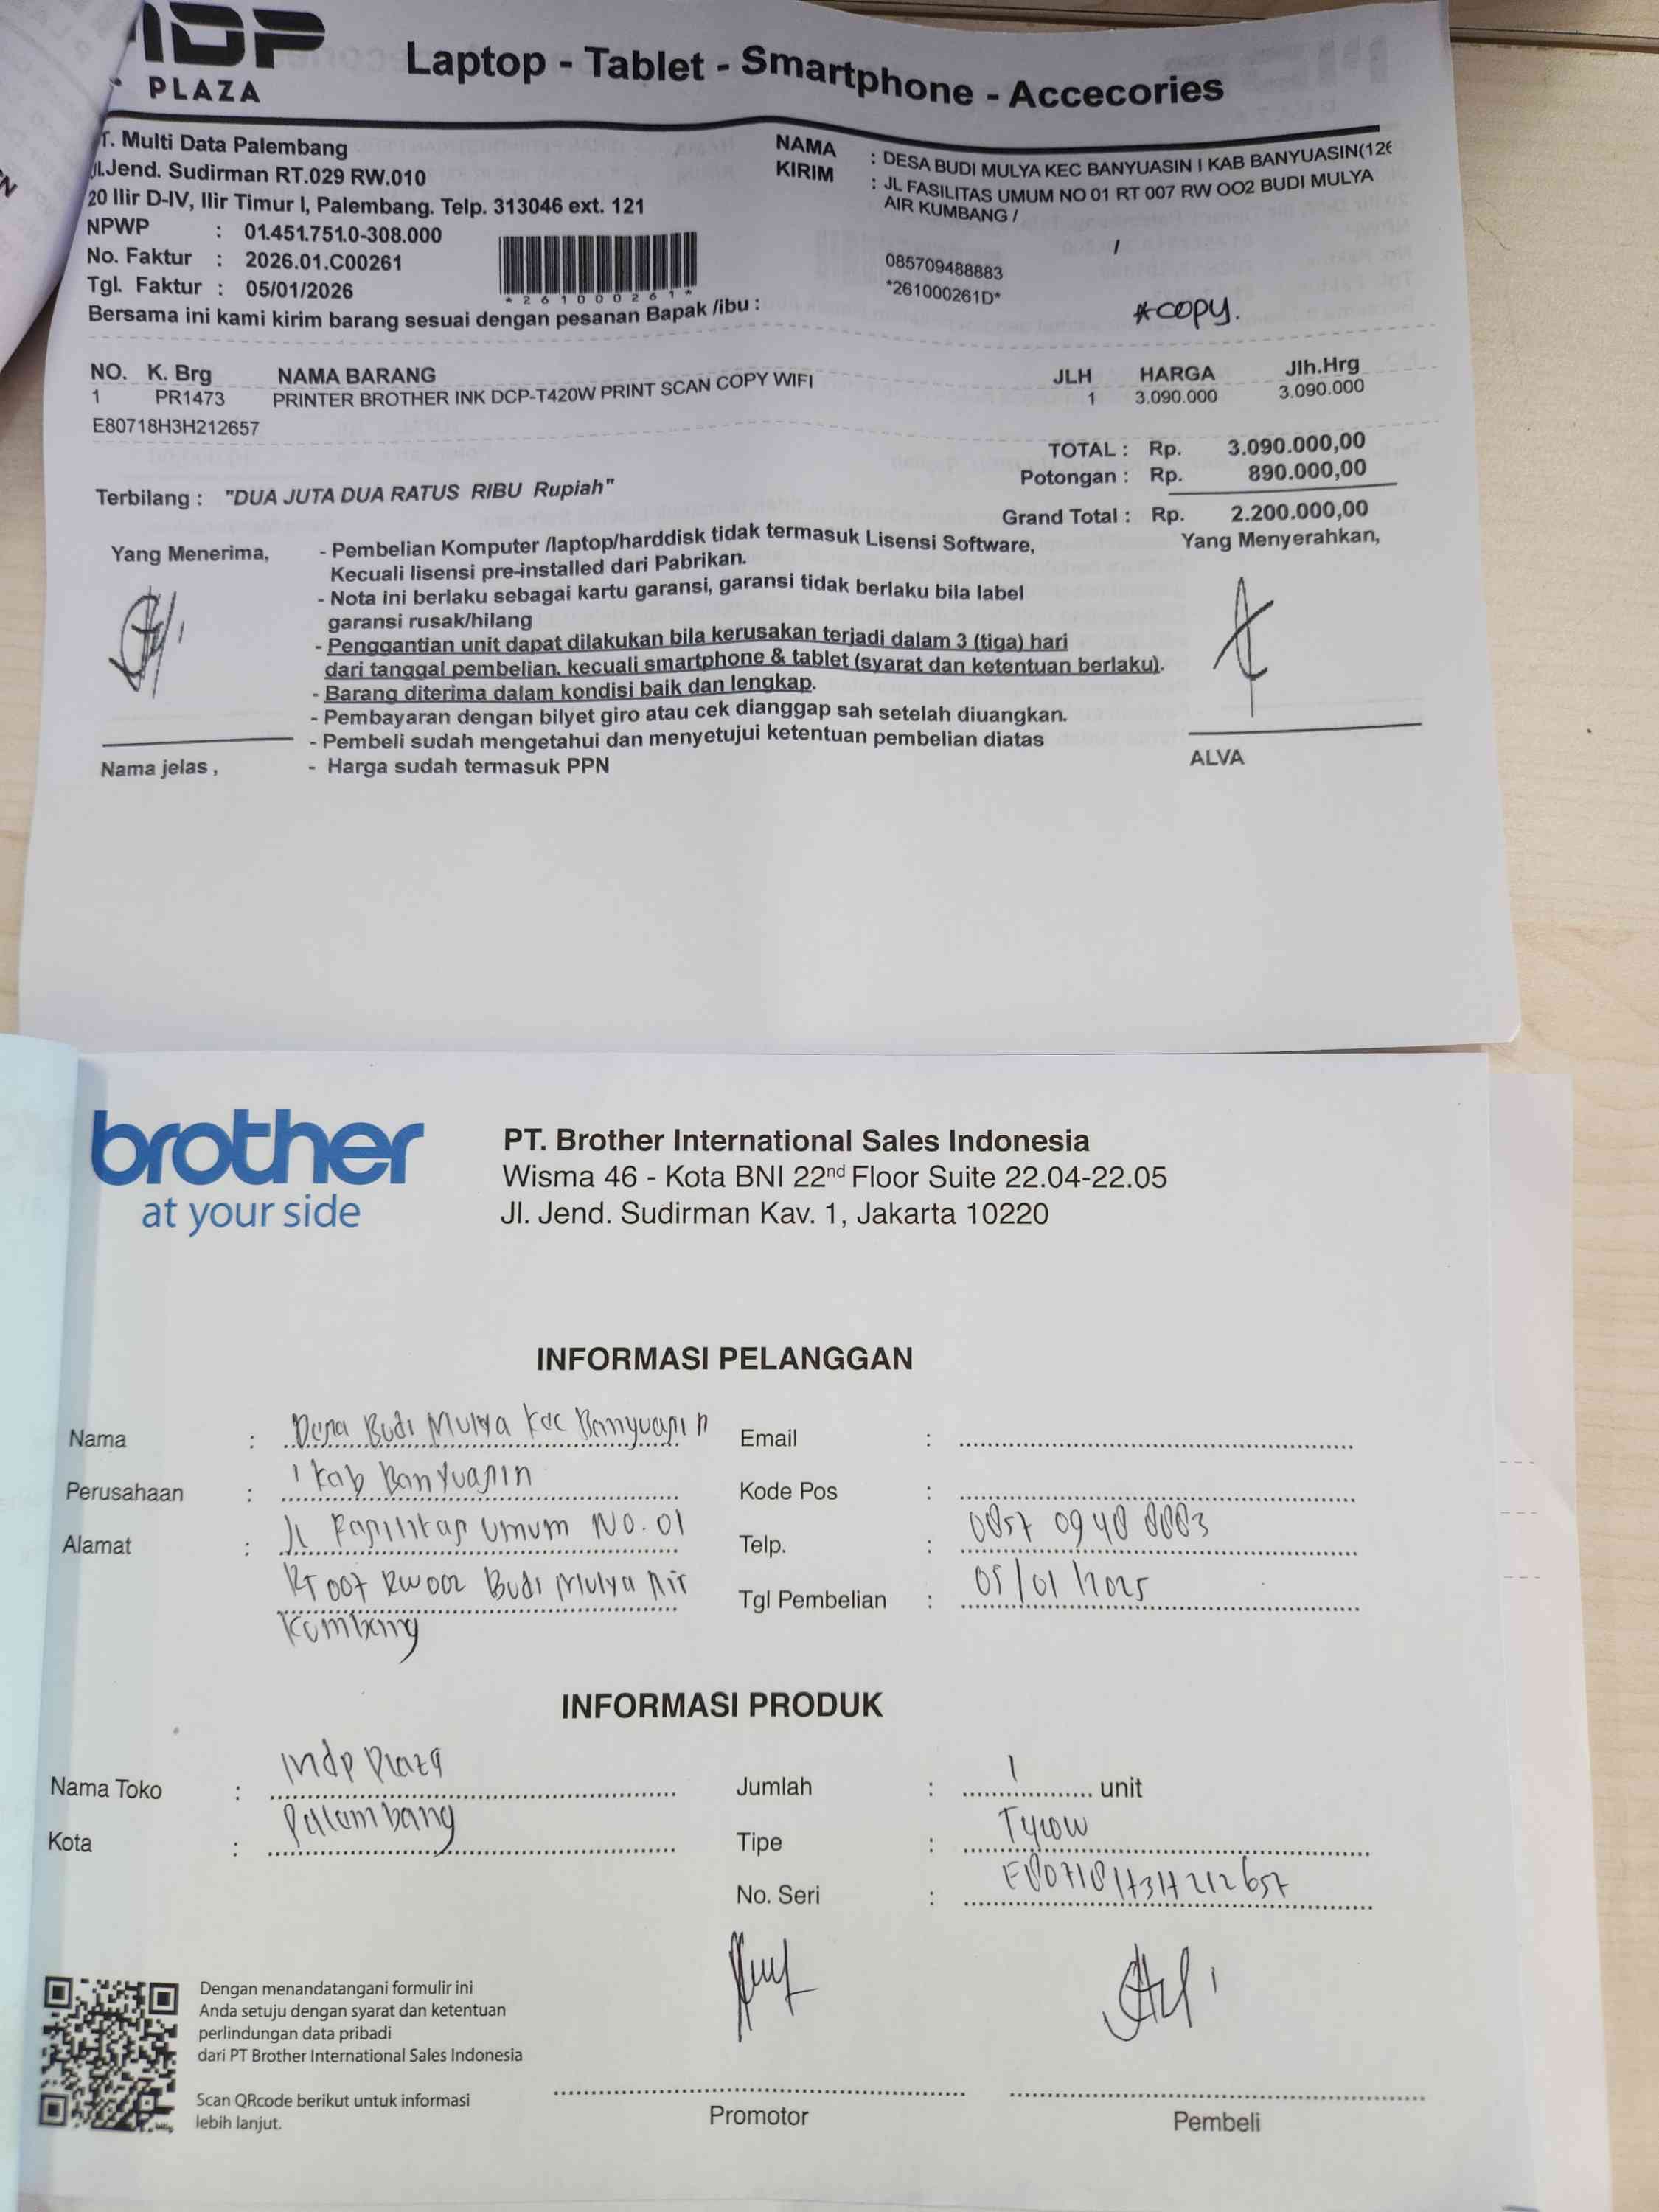 IDP
PLAZA
Laptop - Tablet - Smartphone - Accecories
T. Multi Data Palembang
Jl.Jend. Sudirman RT.029 RW.010
20 Ilir D-IV, Ilir Timur I, Palembang. Telp. 313046 ext. 121
NPWP : 01.451.751.0-308.000
No. Faktur : 2026.01.C00261
Tgl. Faktur : 05/01/2026
*261000261*
NAMA : DESA BUDI MULYA KEC BANYUASIN I KAB BANYUASIN(126
KIRIM : JL FASILITAS UMUM NO 01 RT 007 RW OO2 BUDI MULYA
AIR KUMBANG /
/
085709488883
*261000261D*
*copy.
Bersama ini kami kirim barang sesuai dengan pesanan Bapak /ibu :
NO. K. Brg NAMA BARANG JLH HARGA Jlh.Hrg
1 PR1473 PRINTER BROTHER INK DCP-T420W PRINT SCAN COPY WIFI 1 3.090.000 3.090.000
E80718H3H212657
TOTAL : Rp. 3.090.000,00
Potongan : Rp. 890.000,00
Terbilang : "DUA JUTA DUA RATUS RIBU Rupiah"
Grand Total : Rp. 2.200.000,00
Yang Menerima,
- Pembelian Komputer /laptop/harddisk tidak termasuk Lisensi Software,
Kecuali lisensi pre-installed dari Pabrikan.
- Nota ini berlaku sebagai kartu garansi, garansi tidak berlaku bila label
garansi rusak/hilang
- Penggantian unit dapat dilakukan bila kerusakan terjadi dalam 3 (tiga) hari
dari tanggal pembelian, kecuali smartphone & tablet (syarat dan ketentuan berlaku).
- Barang diterima dalam kondisi baik dan lengkap.
- Pembayaran dengan bilyet giro atau cek dianggap sah setelah diuangkan.
- Pembeli sudah mengetahui dan menyetujui ketentuan pembelian diatas
- Harga sudah termasuk PPN
Yang Menyerahkan,
Nama jelas ,
ALVA
brother
at your side
PT. Brother International Sales Indonesia
Wisma 46 - Kota BNI 22nd Floor Suite 22.04-22.05
Jl. Jend. Sudirman Kav. 1, Jakarta 10220
INFORMASI PELANGGAN
Nama : Desa Budi Mulya Kec Banyuasin
Perusahaan : 1 Kab Banyuasin
Alamat : Jl Fasilitas Umum No. 01
RT 007 RW 002 Budi Mulya Air
Kumbang
Email :
Kode Pos :
Telp. : 0857 0948 8883
Tgl Pembelian : 05/01/2025
INFORMASI PRODUK
Nama Toko : Mdp Plaza
Kota : Palembang
Jumlah : 1 unit
Tipe : T420W
No. Seri : E80718H3H212657
Dengan menandatangani formulir ini
Anda setuju dengan syarat dan ketentuan
perlindungan data pribadi
dari PT Brother International Sales Indonesia
Scan QRcode berikut untuk informasi
lebih lanjut.
Promotor
Pembeli